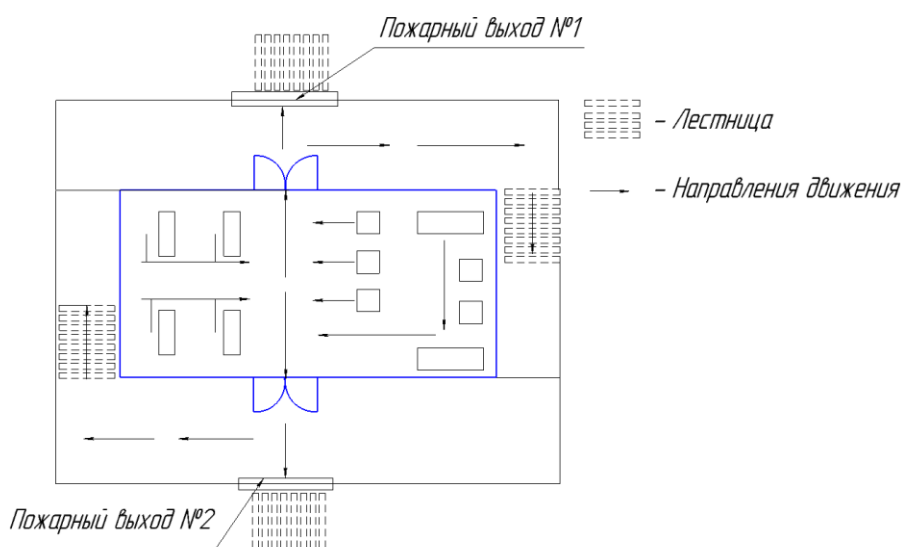 Пожарный выход №1
– Лестница
– Направления движения
Пожарный выход №2